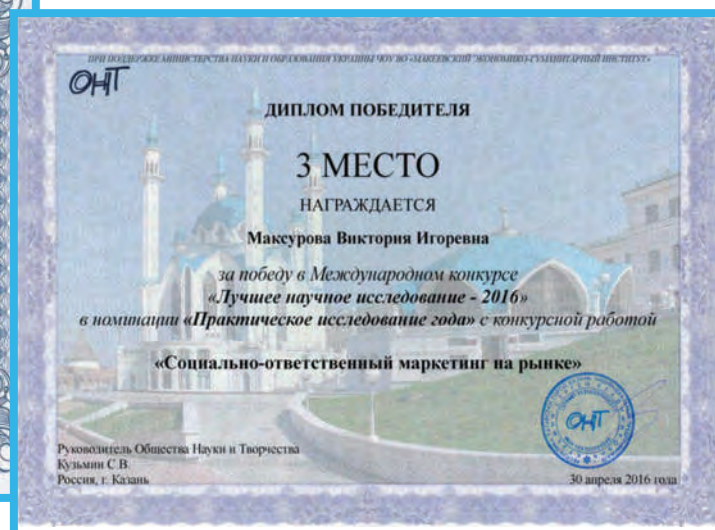 ПРИ ПОДДЕРЖКЕ МИНИСТЕРСТВА НАУКИ И ОБРАЗОВАНИЯ УКРАИНЫ ЧОУ ВО «МАКЕЕВСКИЙ ЭКОНОМИКО-ГУМАНИТАРНЫЙ ИНСТИТУТ»
ОНТ
ДИПЛОМ ПОБЕДИТЕЛЯ
3 МЕСТО
НАГРАЖДАЕТСЯ
Максурова Виктория Игоревна
за победу в Международном конкурсе
«Лучшее научное исследование - 2016»
в номинации «Практическое исследование года» с конкурсной работой
«Социально-ответственный маркетинг на рынке»
ОНТ
Руководитель Общества Науки и Творчества
Кузьмин С.В.
Россия, г. Казань
30 апреля 2016 года